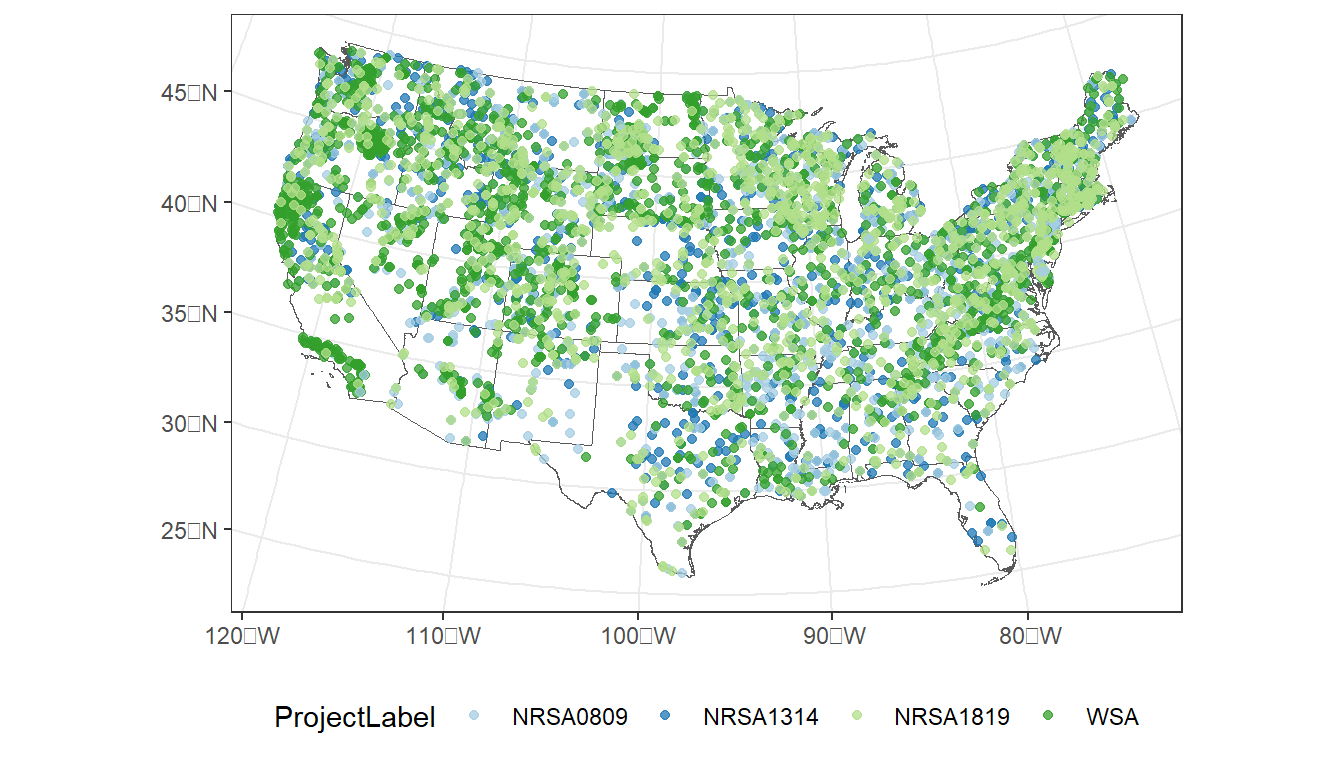 45□N
40□N
35□N
30□N
25□N
120□W 110□W 100□W 90□W 80□W
ProjectLabel NRSA0809 NRSA1314 NRSA1819 WSA